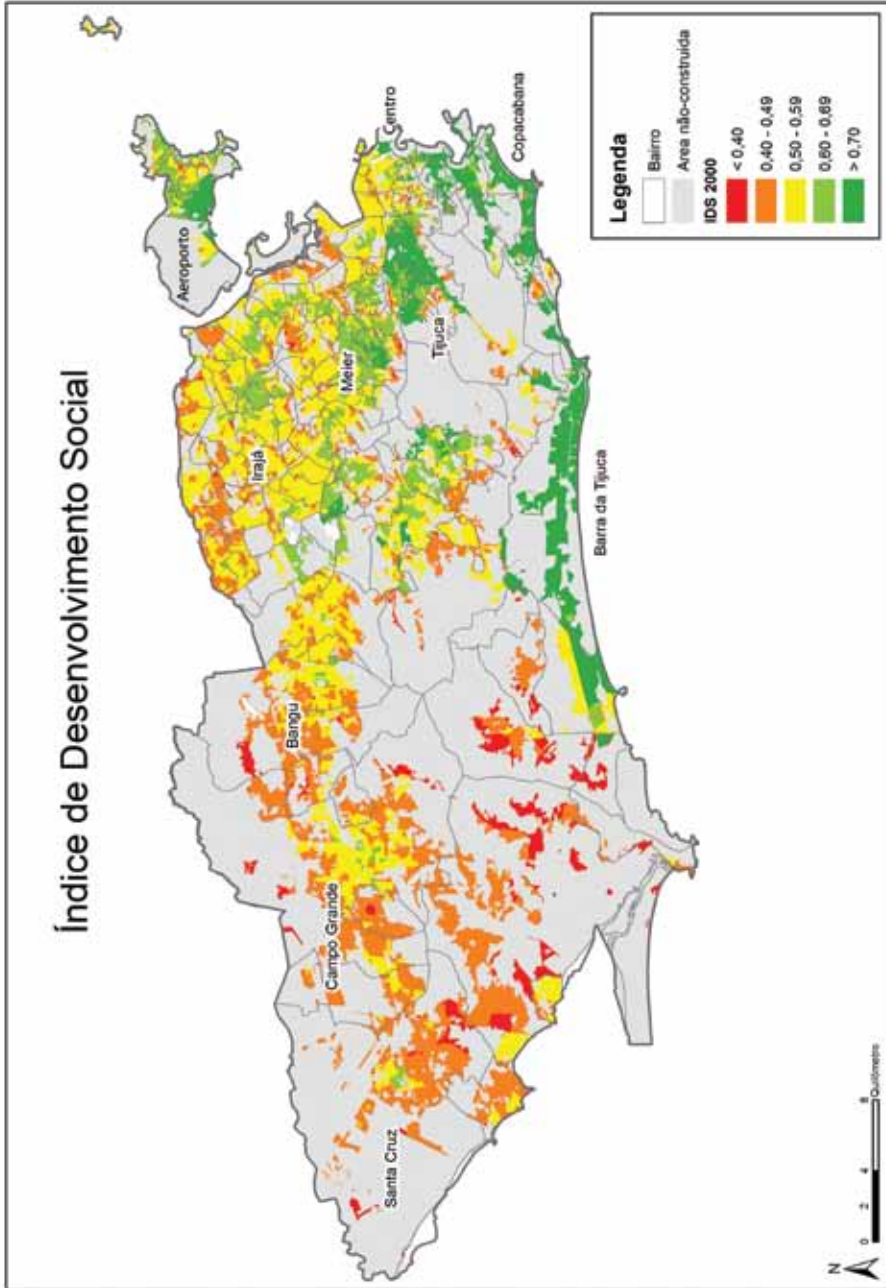 Índice de Desenvolvimento Social
Aeroporto
Centro
Copacabana
Irajá
Meier
Tijuca
Barra da Tijuca
Bangu
Campo Grande
Santa Cruz
Legenda
Bairro
Área não-construída
IDS 2000
< 0,40
0,40 - 0,49
0,50 - 0,59
0,60 - 0,69
> 0,70
N
0 2 4 8
Quilômetro